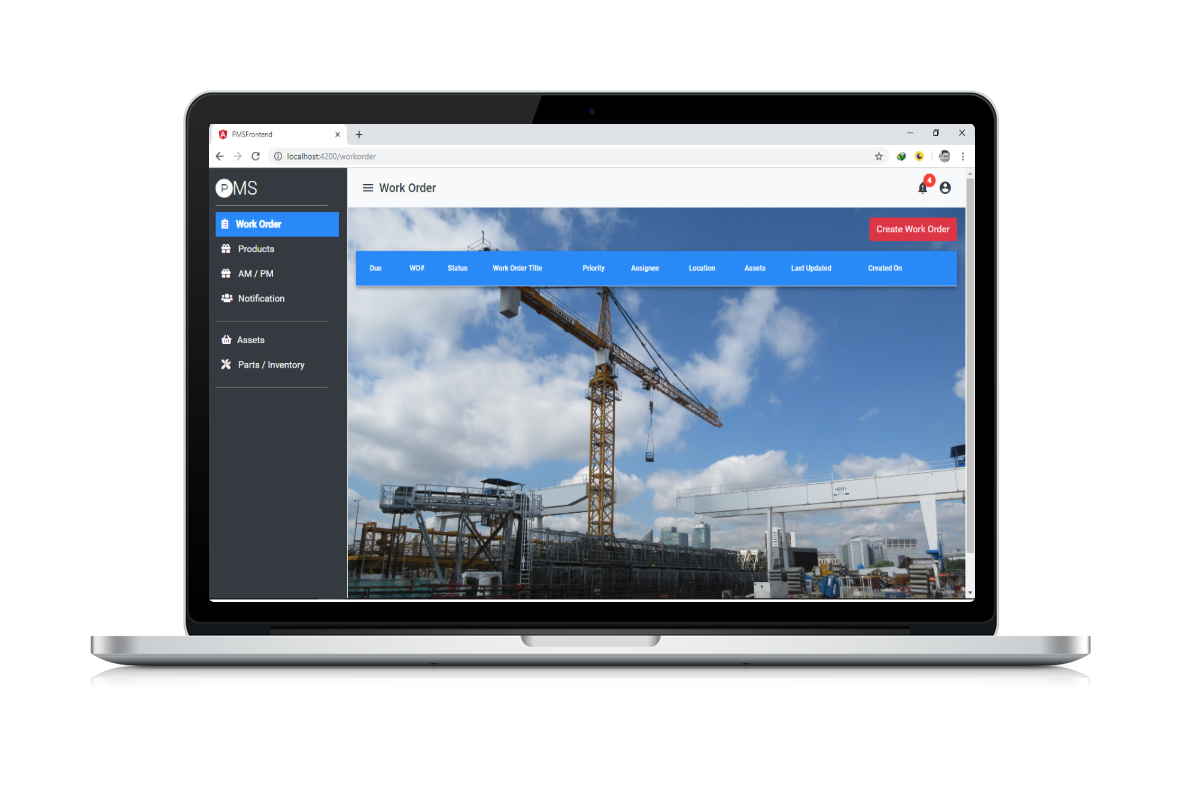 PMSFrontend
localhost:4200/workorder
PMS
Work Order
4
Work Order
Create Work Order
Products
AM / PM
Notification
Assets
Parts / Inventory
Due WO# Status Work Order Title Priority Assignee Location Assets Last Updated Created On